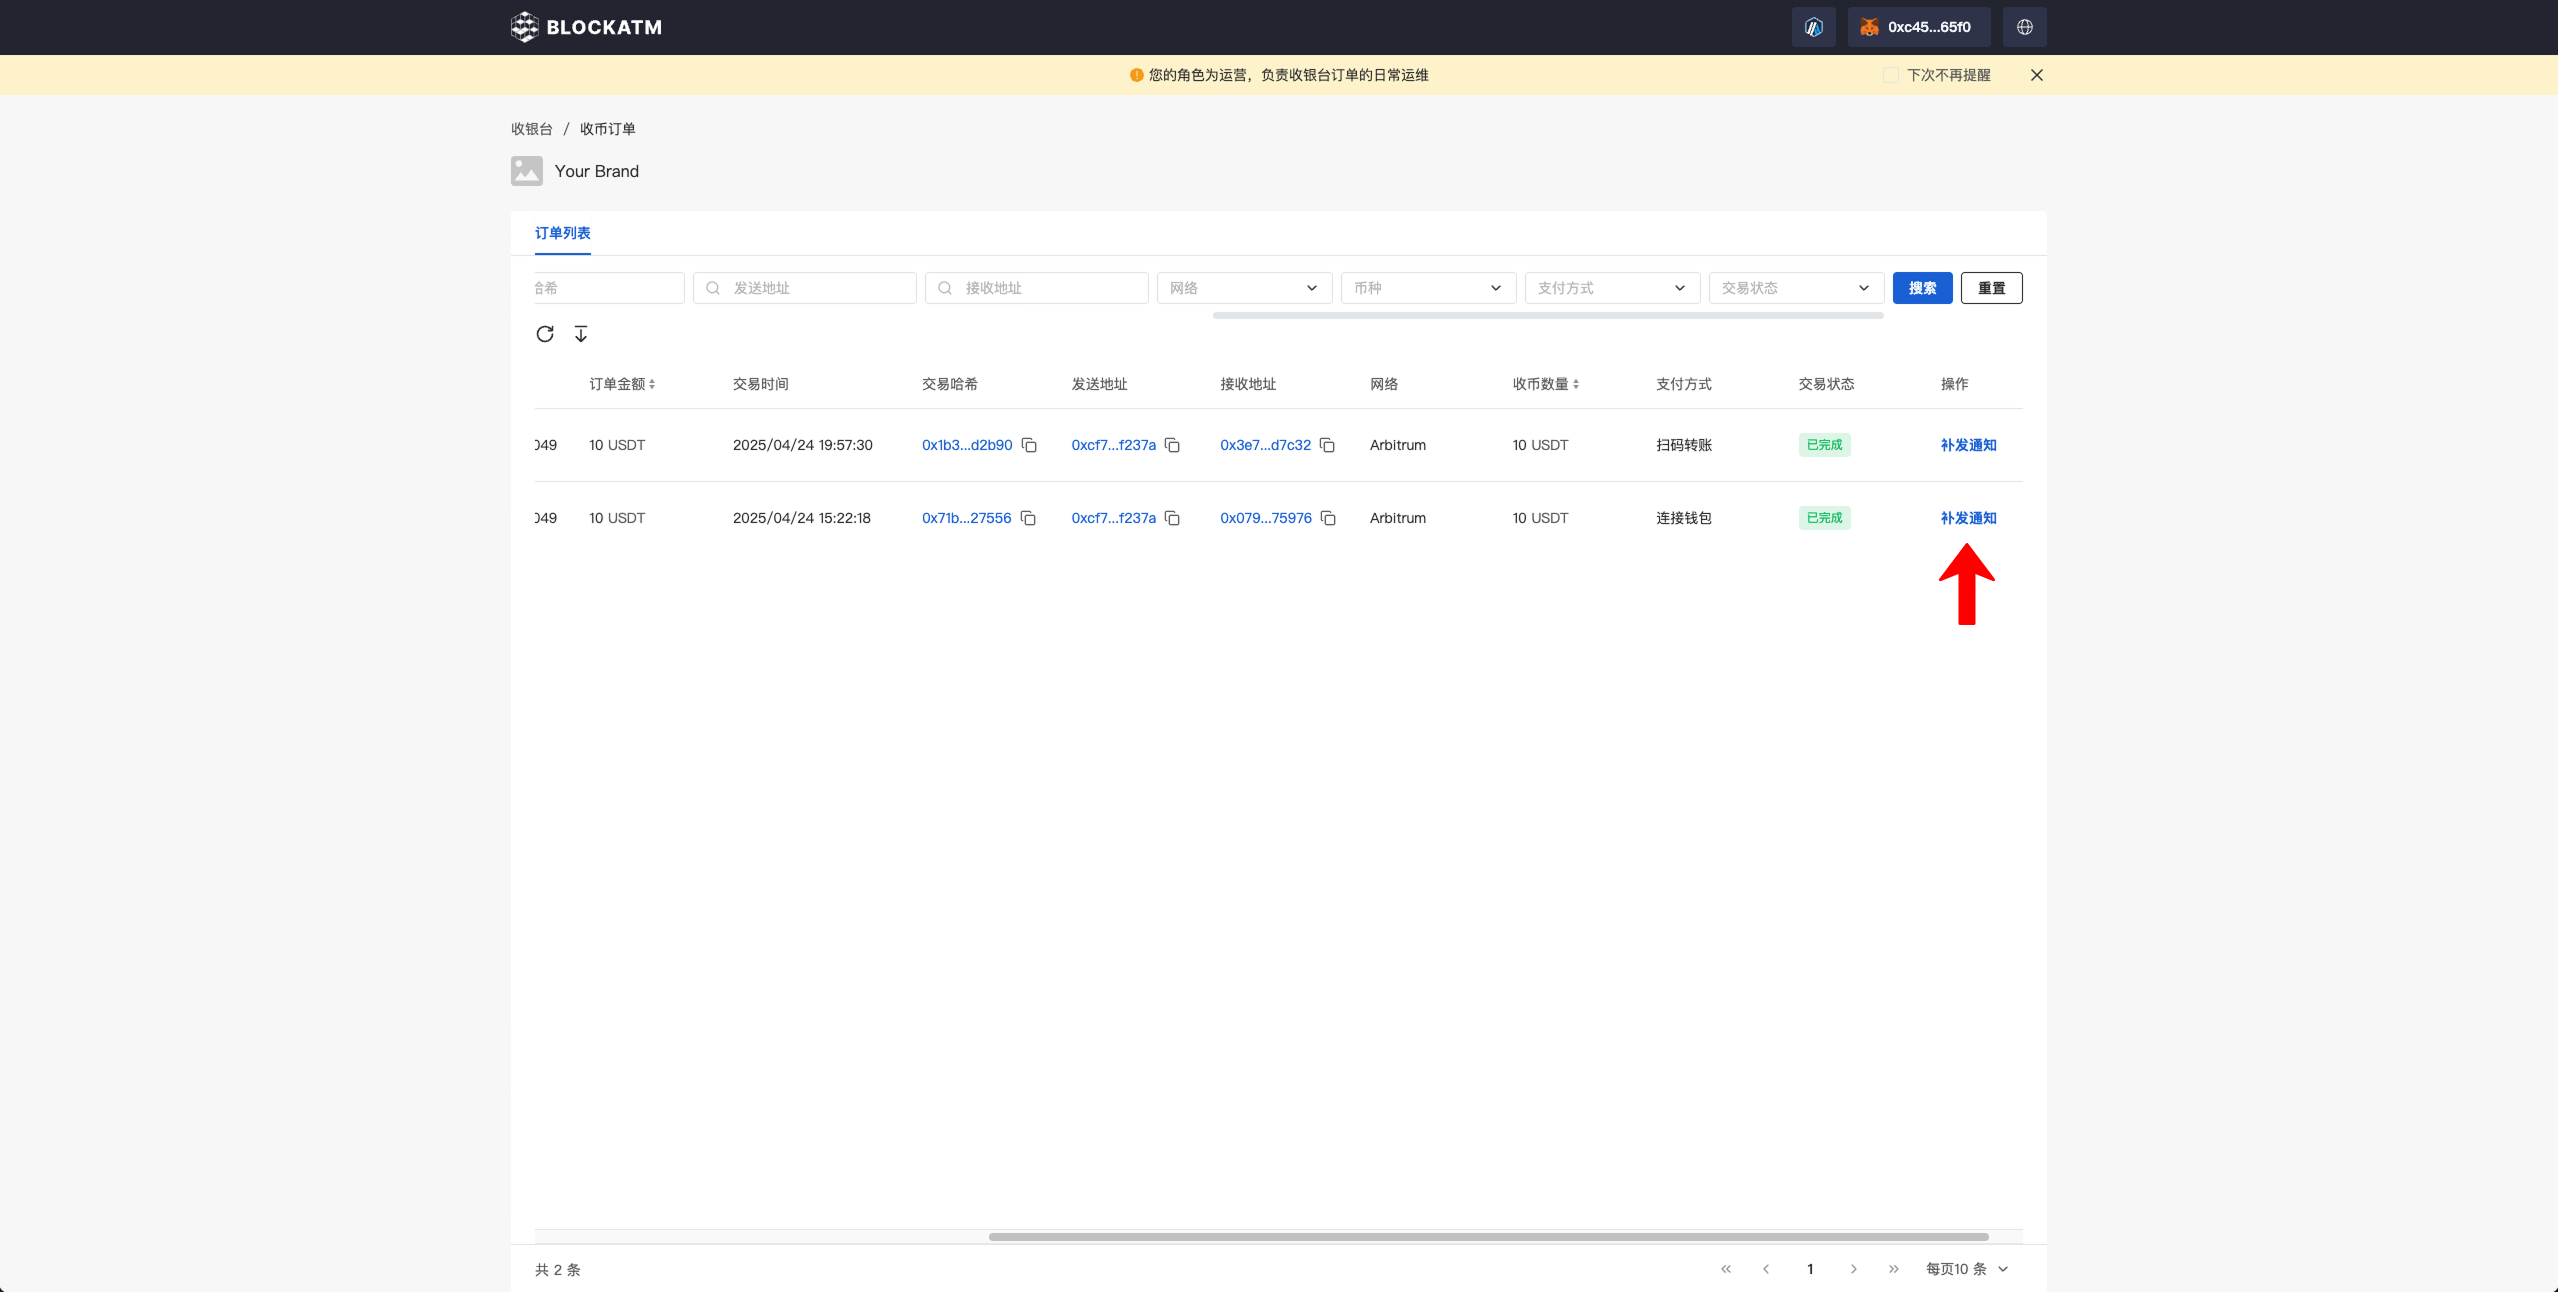 BLOCKATM
0xc45...65f0
您的角色为运营，负责收银台订单的日常运维
下次不再提醒
收银台 / 收币订单
Your Brand
订单列表
哈希 发送地址 接收地址 网络 币种 支付方式 交易状态 搜索 重置
订单金额 交易时间 交易哈希 发送地址 接收地址 网络 收币数量 支付方式 交易状态 操作
049 10 USDT 2025/04/24 19:57:30 0x1b3...d2b90 0xcf7...f237a 0x3e7...d7c32 Arbitrum 10 USDT 扫码转账 已完成 补发通知
049 10 USDT 2025/04/24 15:22:18 0x71b...27556 0xcf7...f237a 0x079...75976 Arbitrum 10 USDT 连接钱包 已完成 补发通知
共 2 条
1
每页10 条